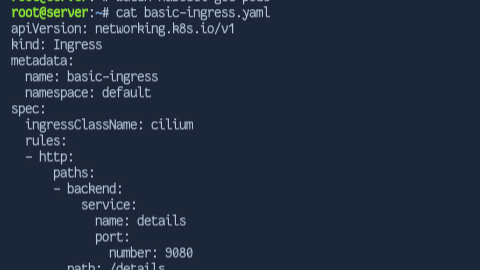 root@server:~# cat basic-ingress.yaml
apiVersion: networking.k8s.io/v1
kind: Ingress
metadata:
  name: basic-ingress
  namespace: default
spec:
  ingressClassName: cilium
  rules:
  - http:
      paths:
      - backend:
          service:
            name: details
            port:
              number: 9080
        path: /details